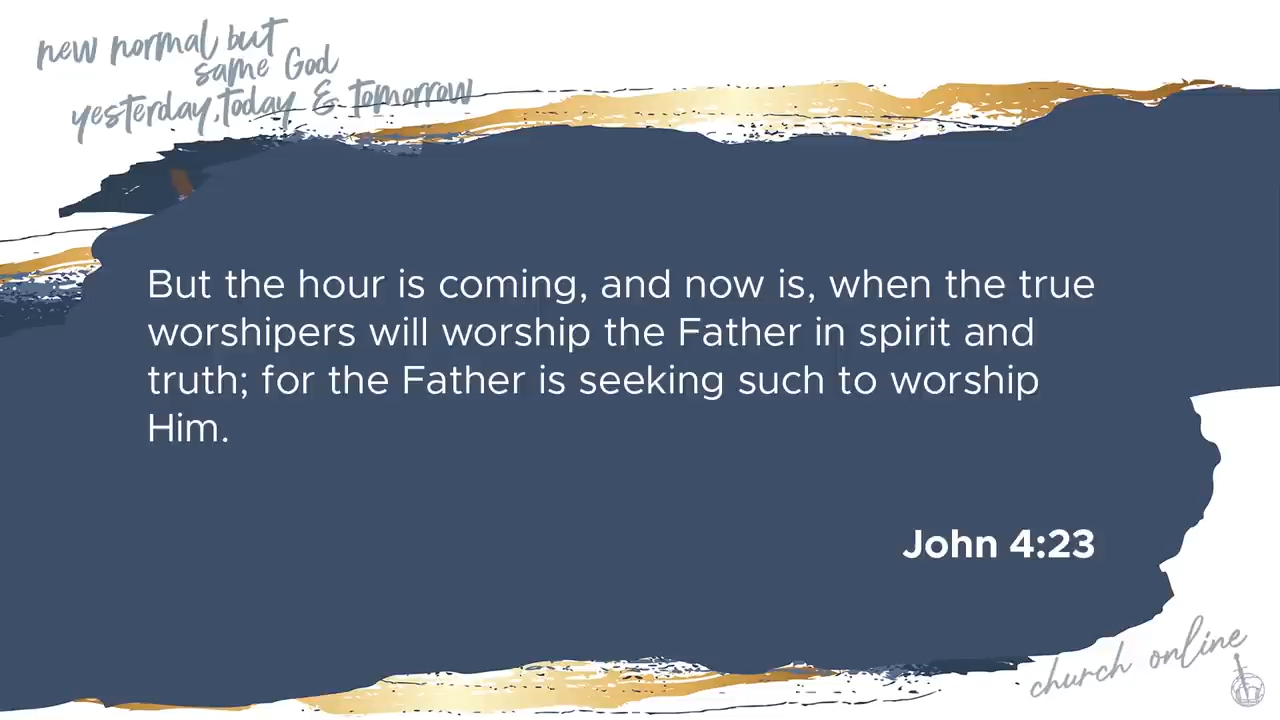 new normal but
same God
yesterday, today & tomorrow
But the hour is coming, and now is, when the true
worshipers will worship the Father in spirit and
truth; for the Father is seeking such to worship
Him.
John 4:23
church online